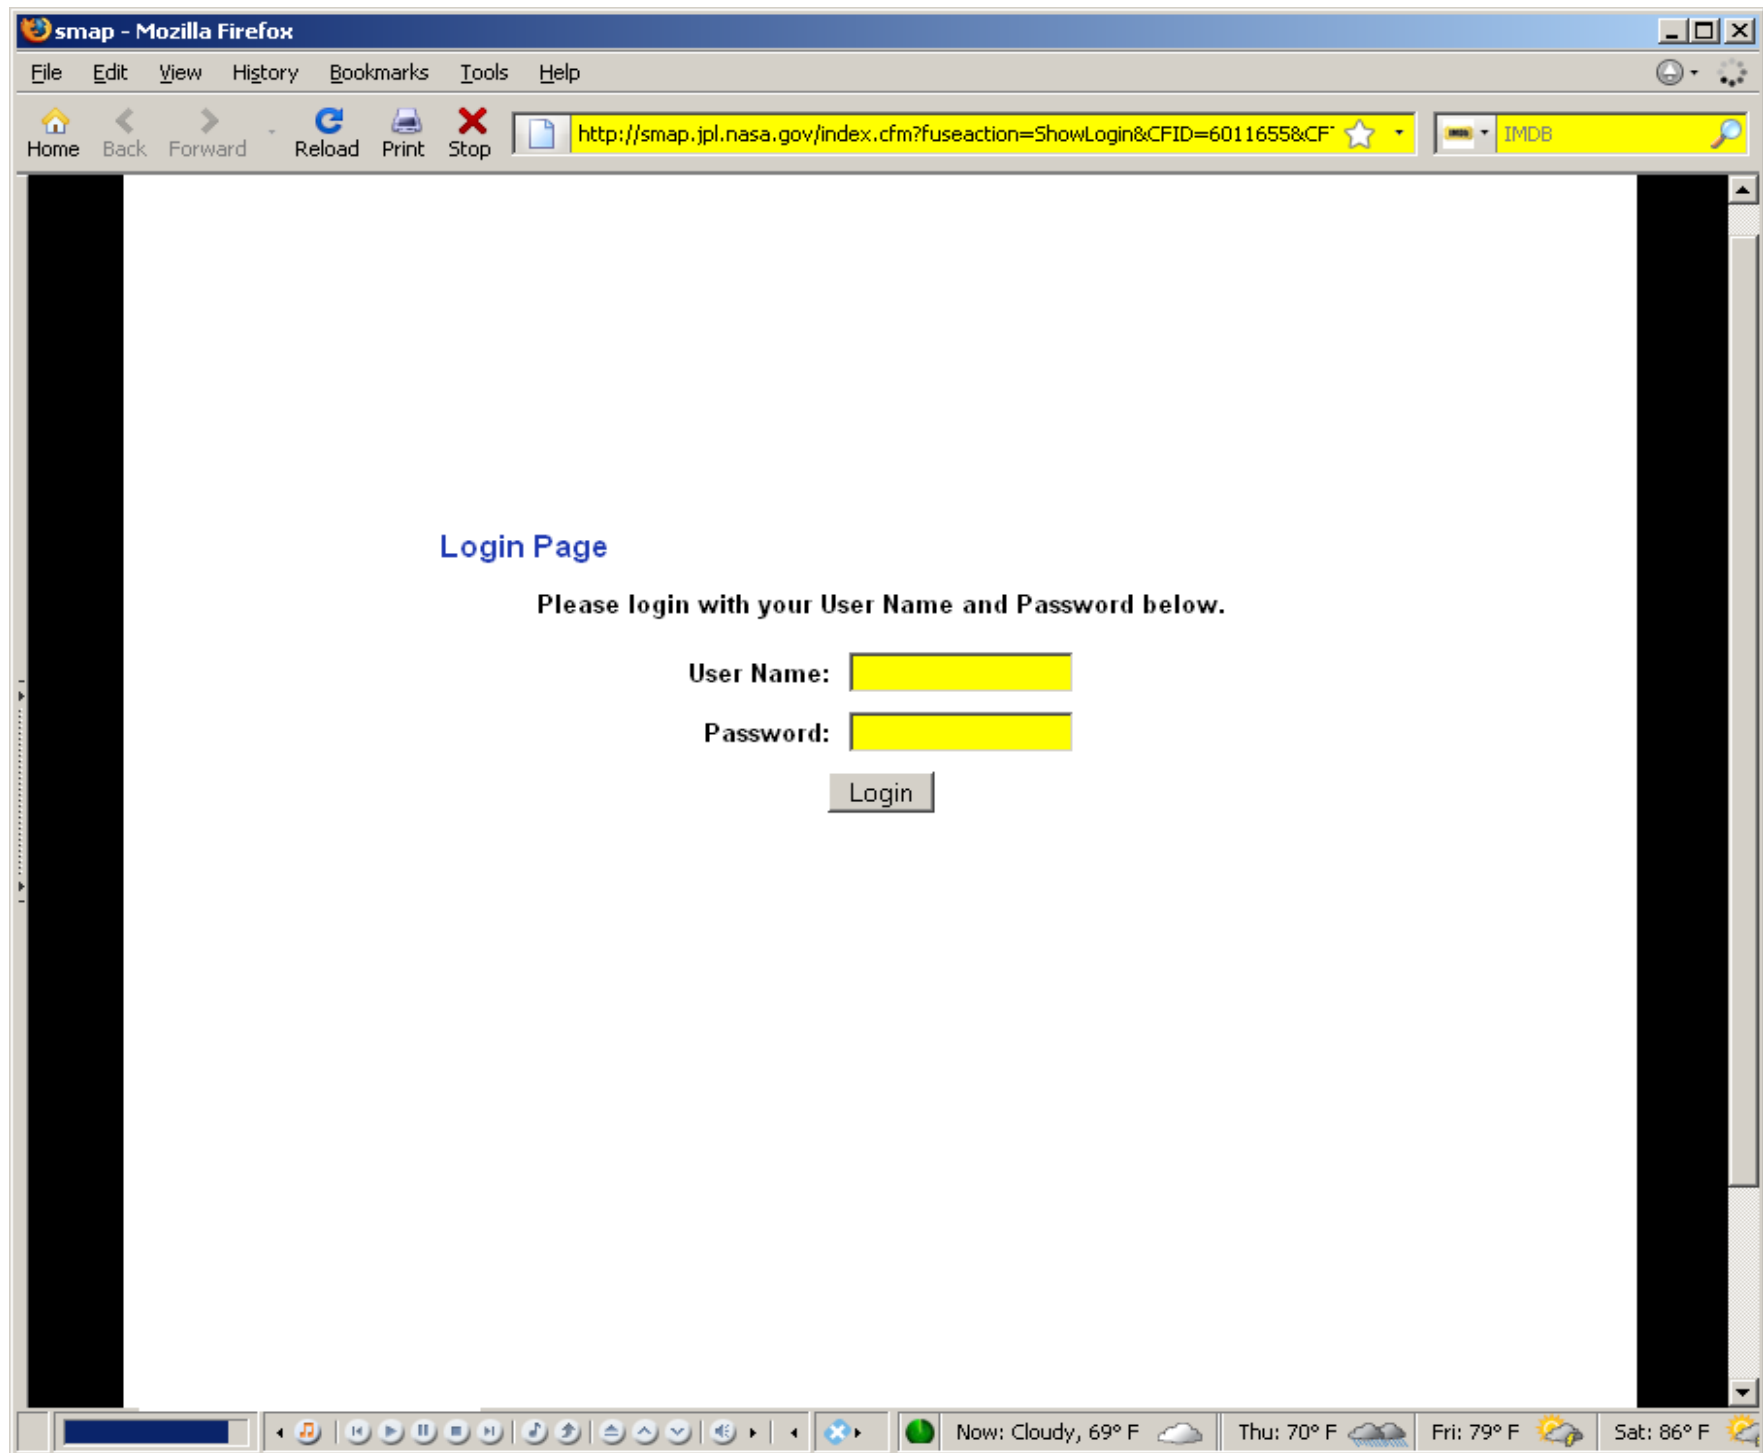 smap - Mozilla Firefox
File Edit View History Bookmarks Tools Help
Home Back Forward Reload Print Stop http://smap.jpl.nasa.gov/index.cfm?fuseaction=ShowLogin&CFID=6011655&CF IMDB
Login Page
Please login with your User Name and Password below.
User Name:
Password:
Login
Now: Cloudy, 69° F Thu: 70° F Fri: 79° F Sat: 86° F